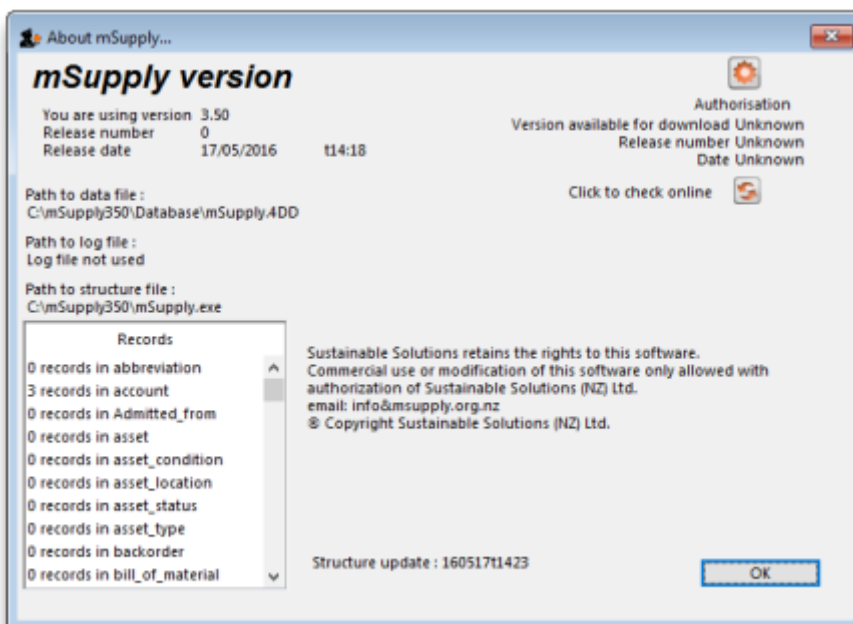 About mSupply...
mSupply version
You are using version 3.50
Release number 0
Release date 17/05/2016 t14:18
Authorisation
Version available for download Unknown
Release number Unknown
Date Unknown
Click to check online
Path to data file :
C:\mSupply350\Database\mSupply.4DD
Path to log file :
Log file not used
Path to structure file :
C:\mSupply350\mSupply.exe
Records
0 records in abbreviation
3 records in account
0 records in Admitted_from
0 records in asset
0 records in asset_condition
0 records in asset_location
0 records in asset_status
0 records in asset_type
0 records in backorder
0 records in bill_of_material
Sustainable Solutions retains the rights to this software.
Commercial use or modification of this software only allowed with
authorization of Sustainable Solutions (NZ) Ltd.
email: info&msupply.org.nz
® Copyright Sustainable Solutions (NZ) Ltd.
Structure update : 160517t1423
OK